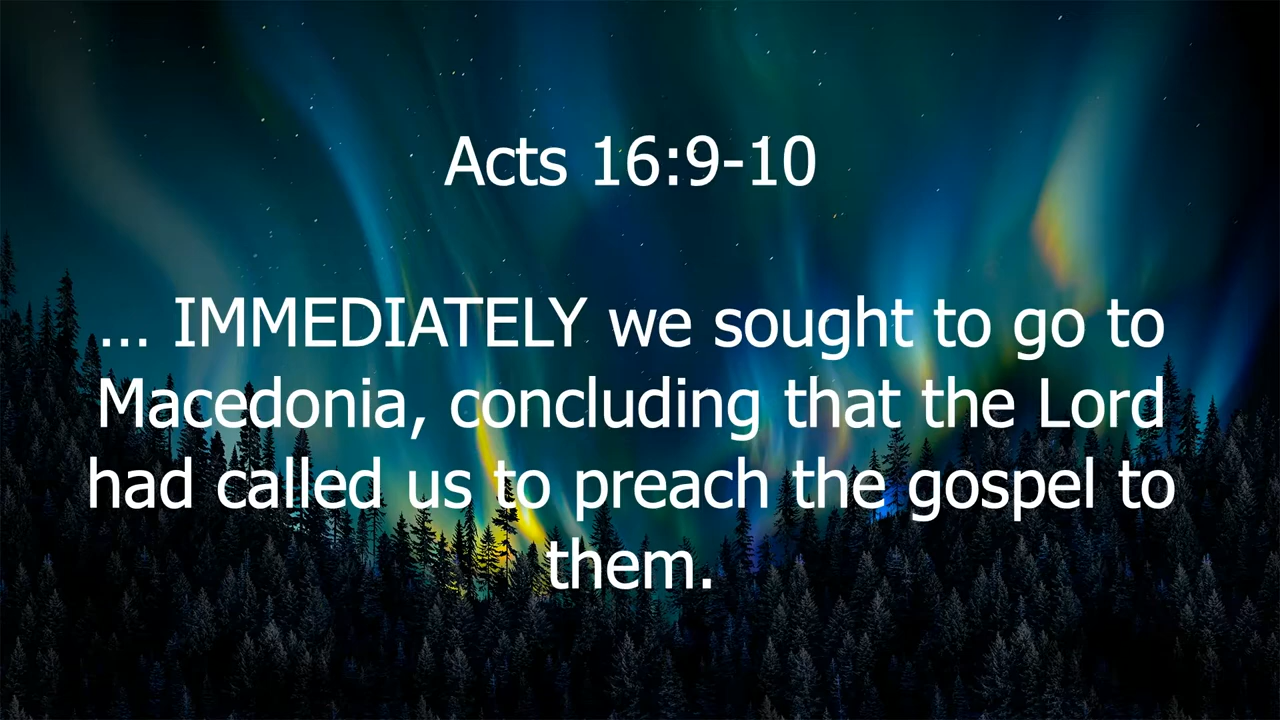 Acts 16:9-10
... IMMEDIATELY we sought to go to
Macedonia, concluding that the Lord
had called us to preach the gospel to
them.